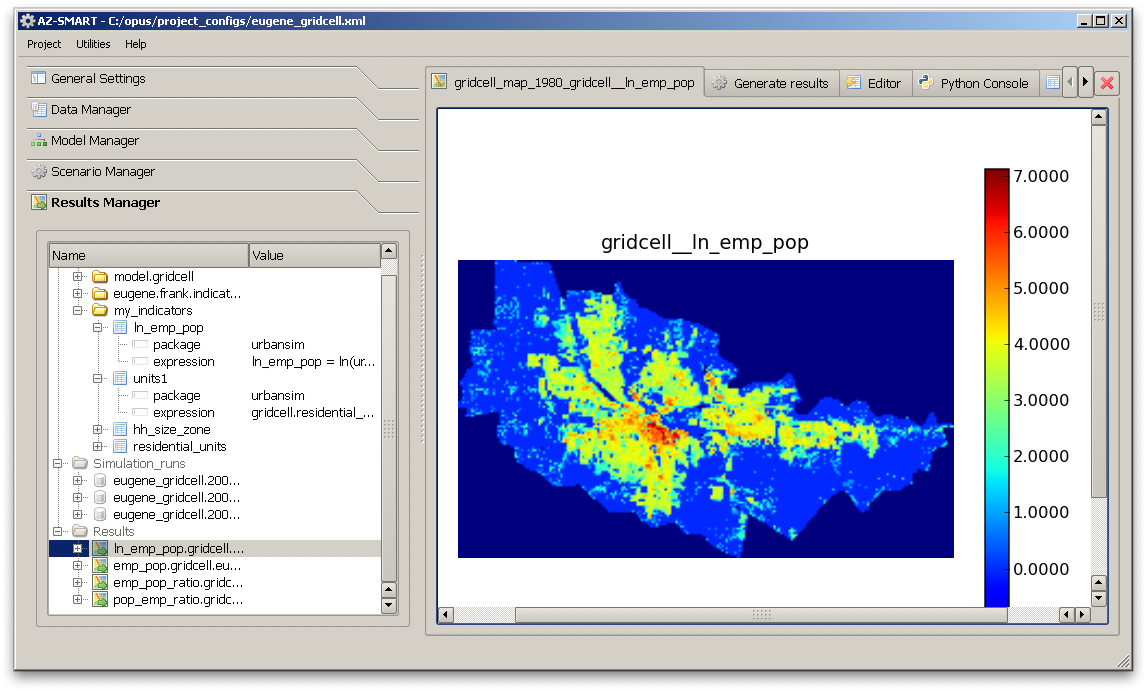 AZ-SMART - C:/opus/project_configs/eugene_gridcell.xml
Project Utilities Help
General Settings
Data Manager
Model Manager
Scenario Manager
Results Manager
Name Value
model.gridcell
eugene.frank.indicat...
my_indicators
ln_emp_pop
package urbansim
expression ln_emp_pop = ln(ur...
units1
package urbansim
expression gridcell.residential_...
hh_size_zone
residential_units
Simulation_runs
eugene_gridcell.200...
eugene_gridcell.200...
eugene_gridcell.200...
Results
ln_emp_pop.gridcell....
emp_pop.gridcell.eu...
emp_pop_ratio.gridc...
pop_emp_ratio.gridc...
gridcell_map_1980_gridcell__ln_emp_pop Generate results Editor Python Console
gridcell__ln_emp_pop
7.0000
6.0000
5.0000
4.0000
3.0000
2.0000
1.0000
0.0000